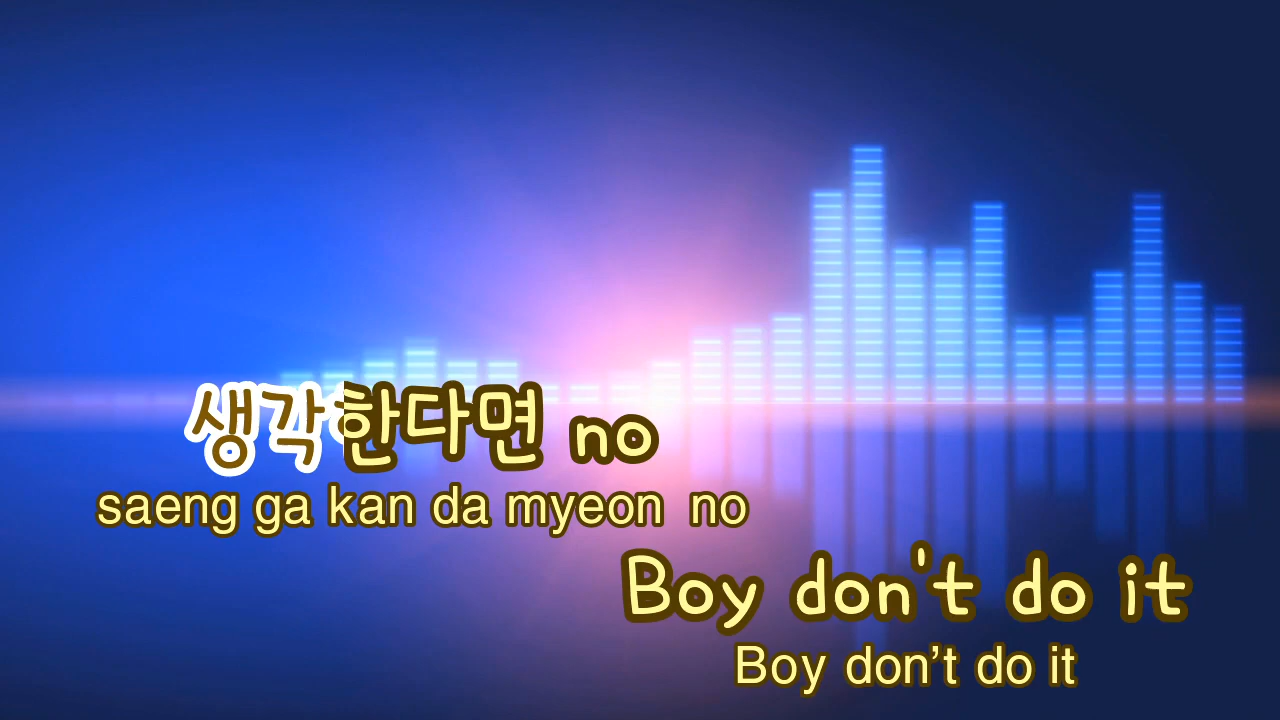 생각한다면 no
saeng ga kan da myeon no
Boy don't do it
Boy don’t do it